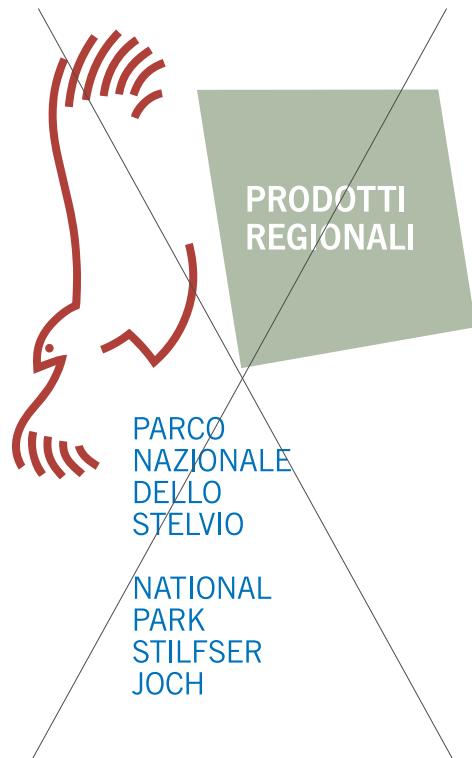 PRODOTTI
REGIONALI
PARCO
NAZIONALE
DELLO
STELVIO
NATIONAL
PARK
STILFSER
JOCH